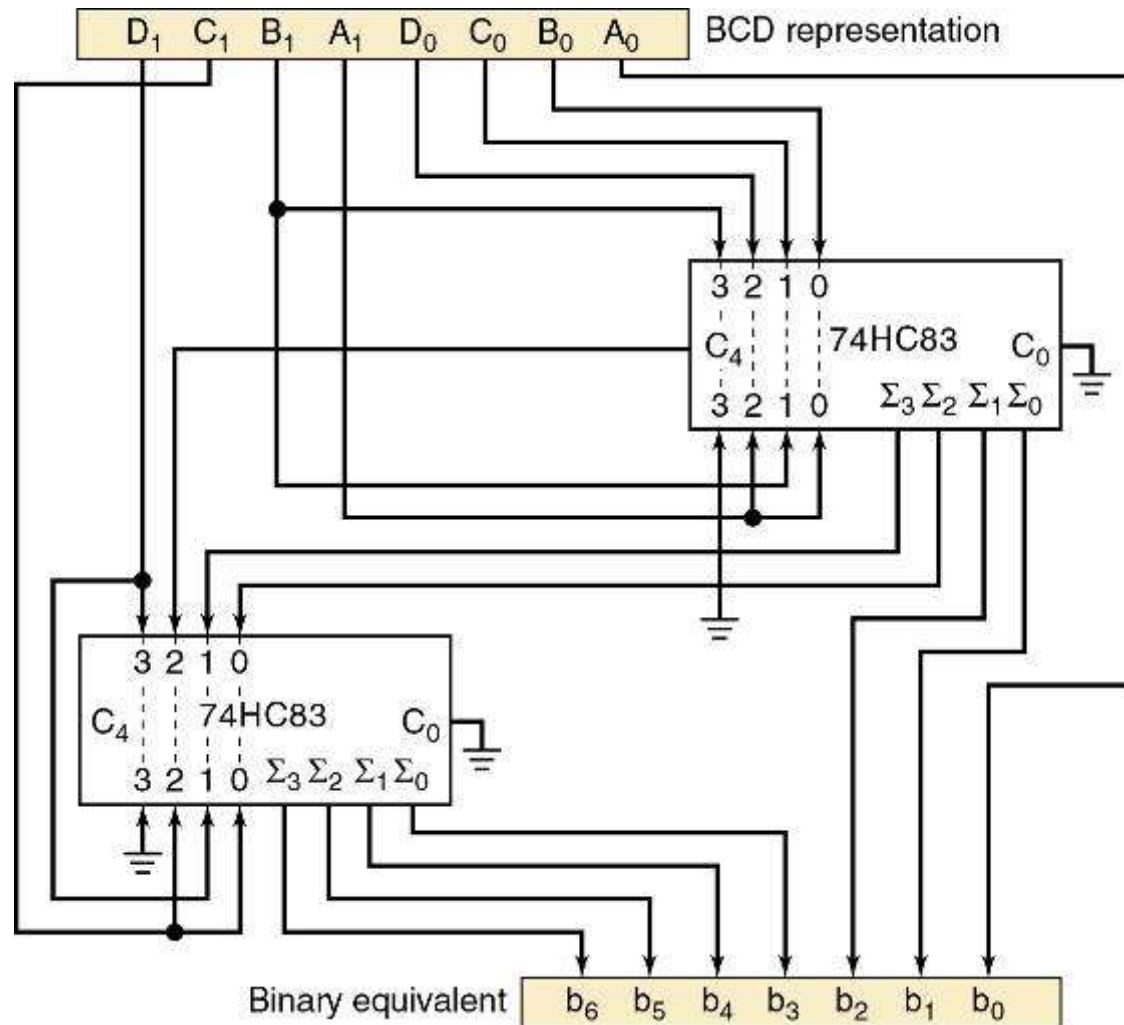 D₁ C₁ B₁ A₁ D₀ C₀ B₀ A₀ BCD representation
3 2 1 0
C₄ 74HC83 C₀
3 2 1 0 Σ₃ Σ₂ Σ₁ Σ₀
3 2 1 0
C₄ 74HC83 C₀
3 2 1 0 Σ₃ Σ₂ Σ₁ Σ₀
Binary equivalent b₆ b₅ b₄ b₃ b₂ b₁ b₀